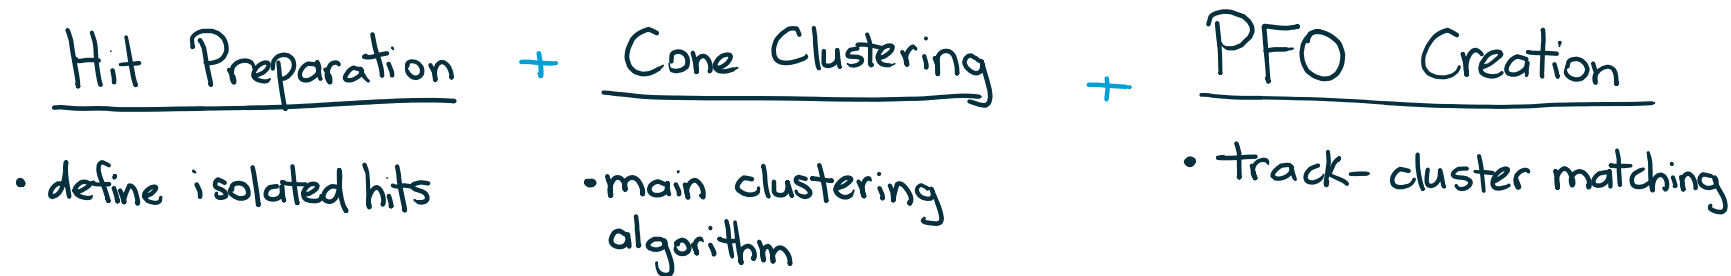 Hit Preparation + Cone Clustering + PFO Creation
• define isolated hits
• main clustering
algorithm
• track-cluster matching